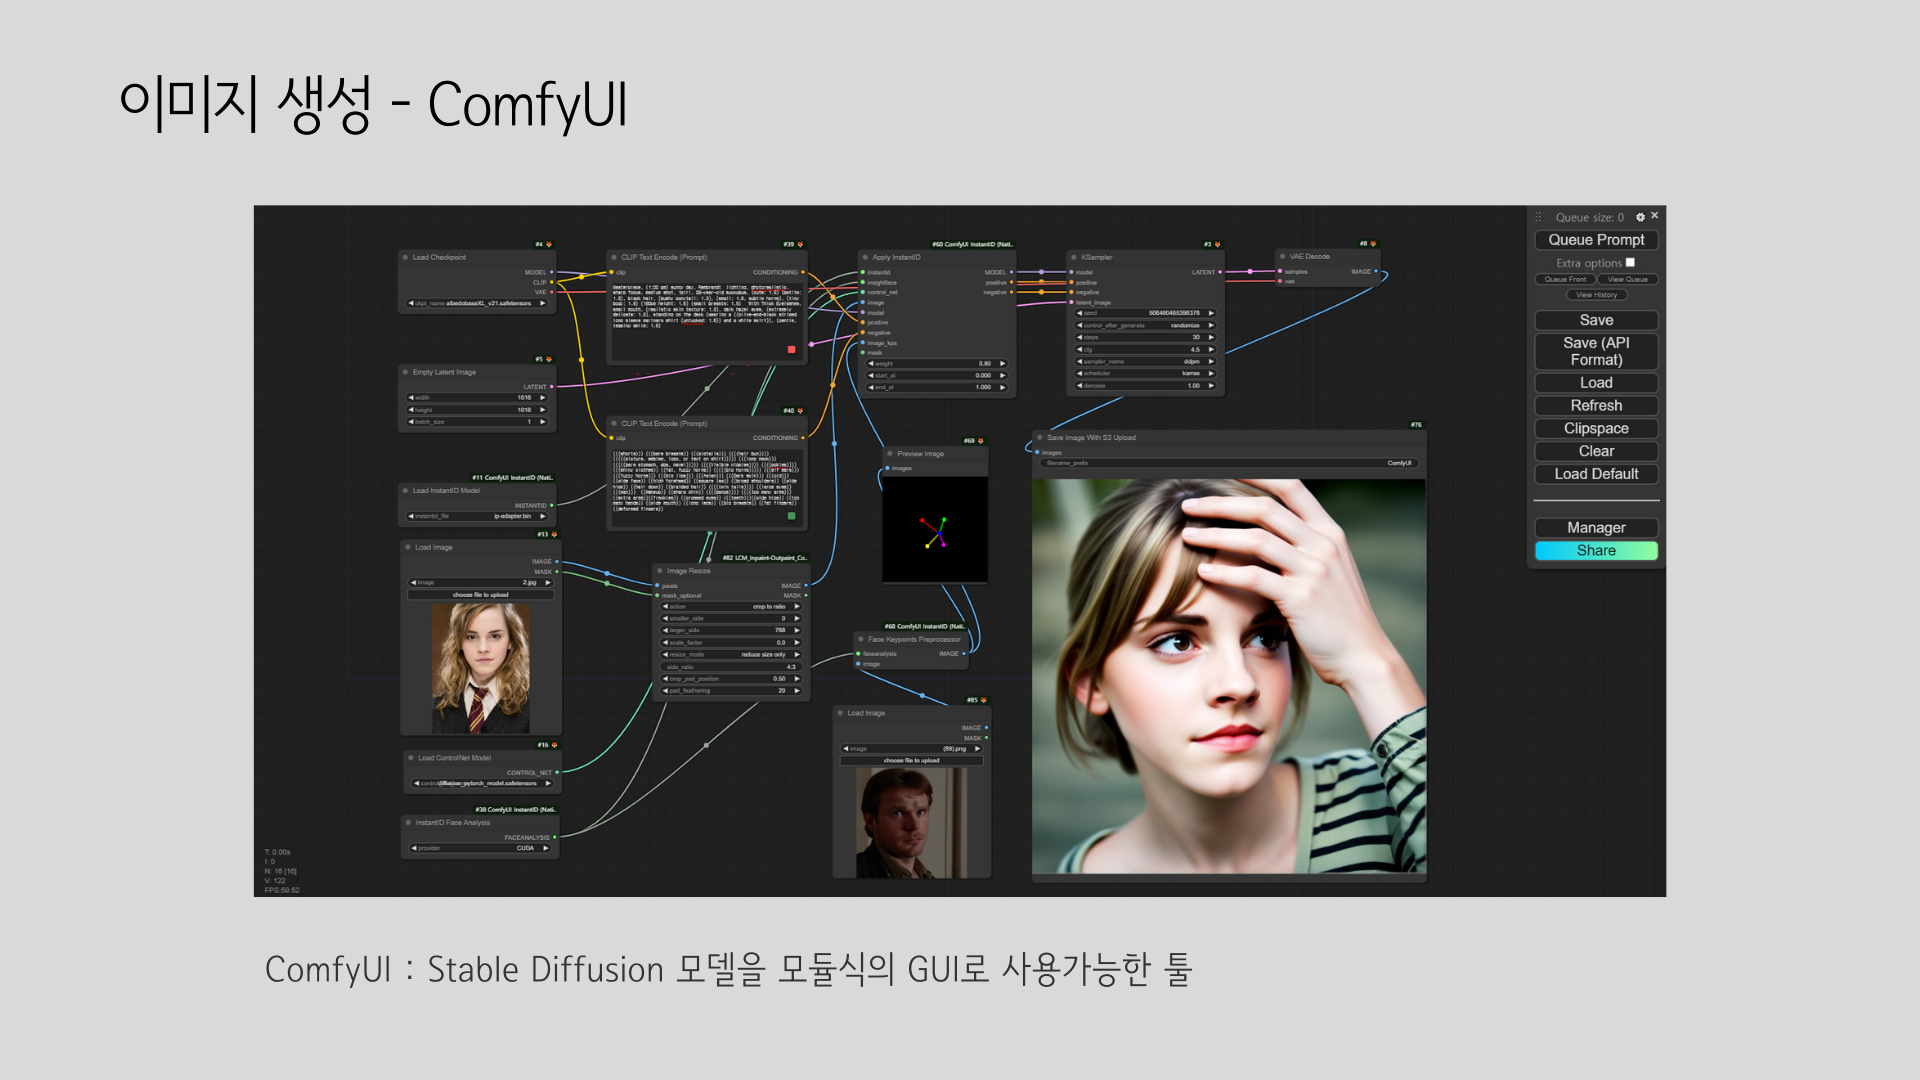 이미지 생성 - ComfyUI
#4
Load Checkpoint
MODEL
CLIP
VAE
ckpt_name albedobaseXL_v21.safetensors
#5
Empty Latent Image
LATENT
width 1016
height 1016
batch_size 1
#11 ComfyUI InstantID (Nati..
Load InstantID Model
INSTANTID
instantid_file ip-adapter.bin
#13
Load Image
IMAGE
MASK
image 2.jpg
choose file to upload
#16
Load ControlNet Model
CONTROL_NET
diffusion_pytorch_model.safetensors
#38 ComfyUI InstantID (Nati..
InstantID Face Analysis
FACEANALYSIS
provider CUDA
T: 0.00s
I: 0
N: 16 [16]
V: 122
FPS:59.52
#39
CLIP Text Encode (Prompt)
clip CONDITIONING
#40
CLIP Text Encode (Prompt)
clip CONDITIONING
#82 LCM_Inpaint-Outpaint_Co..
Image Resize
pixels IMAGE
mask_optional MASK
action crop to ratio
smaller_side 0
larger_side 768
scale_factor 0.0
resize_mode reduce size only
side_ratio 4:3
crop_pad_position 0.50
pad_feathering 20
#60 ComfyUI InstantID (Nati..
Apply InstantID
instantid MODEL
insightface positive
control_net negative
image
model
positive
negative
image_kps
mask
weight 0.80
start_at 0.000
end_at 1.000
#69
Preview Image
images
#68 ComfyUI InstantID (Nati..
Face Keypoints Preprocessor
faceanalysis IMAGE
image
#85
Load Image
IMAGE
MASK
image (89).png
choose file to upload
#3
KSampler
model LATENT
positive
negative
latent_image
seed 506460465396376
control_after_generate randomize
steps 30
cfg 4.5
sampler_name ddpm
scheduler karras
denoise 1.00
#8
VAE Decode
samples IMAGE
vae
#76
Save Image With S3 Upload
images
filename_prefix ComfyUI
Queue size: 0
Queue Prompt
Extra options
Queue Front View Queue
View History
Save
Save (API
Format)
Load
Refresh
Clipspace
Clear
Load Default
Manager
Share
ComfyUI : Stable Diffusion 모델을 모듈식의 GUI로 사용가능한 툴